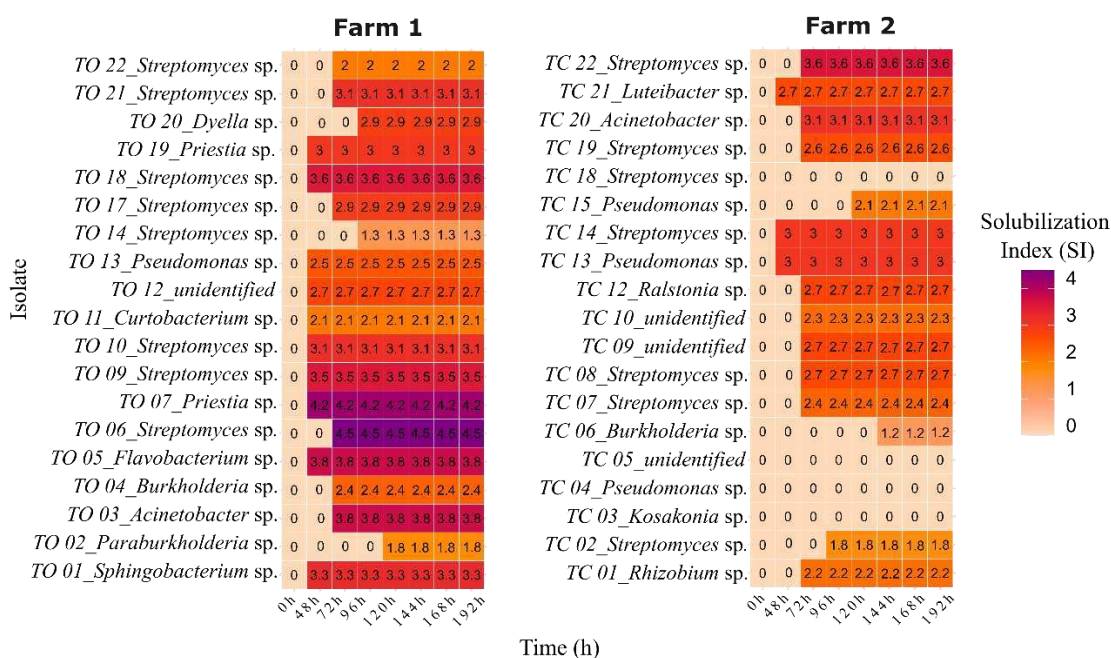 Farm 1
Isolate
TO 22_Streptomyces sp. 0 0 2 2 2 2 2 2
TO 21_Streptomyces sp. 0 0 3.1 3.1 3.1 3.1 3.1 3.1
TO 20_Dyella sp. 0 0 0 2.9 2.9 2.9 2.9 2.9
TO 19_Priestia sp. 0 3 3 3 3 3 3 3
TO 18_Streptomyces sp. 0 3.6 3.6 3.6 3.6 3.6 3.6 3.6
TO 17_Streptomyces sp. 0 0 2.9 2.9 2.9 2.9 2.9 2.9
TO 14_Streptomyces sp. 0 0 0 1.3 1.3 1.3 1.3 1.3
TO 13_Pseudomonas sp. 0 2.5 2.5 2.5 2.5 2.5 2.5 2.5
TO 12_unidentified 0 2.7 2.7 2.7 2.7 2.7 2.7 2.7
TO 11_Curtobacterium sp. 0 2.1 2.1 2.1 2.1 2.1 2.1 2.1
TO 10_Streptomyces sp. 0 3.1 3.1 3.1 3.1 3.1 3.1 3.1
TO 09_Streptomyces sp. 0 3.5 3.5 3.5 3.5 3.5 3.5 3.5
TO 07_Priestia sp. 0 4.2 4.2 4.2 4.2 4.2 4.2 4.2
TO 06_Streptomyces sp. 0 0 4.5 4.5 4.5 4.5 4.5 4.5
TO 05_Flavobacterium sp. 0 3.8 3.8 3.8 3.8 3.8 3.8 3.8
TO 04_Burkholderia sp. 0 0 2.4 2.4 2.4 2.4 2.4 2.4
TO 03_Acinetobacter sp. 0 0 3.8 3.8 3.8 3.8 3.8 3.8
TO 02_Paraburkholderia sp. 0 0 0 0 1.8 1.8 1.8 1.8
TO 01_Sphingobacterium sp. 0 3.3 3.3 3.3 3.3 3.3 3.3 3.3
0h 48h 72h 96h 120h 144h 168h 192h
Farm 2
TC 22_Streptomyces sp. 0 0 3.6 3.6 3.6 3.6 3.6 3.6
TC 21_Luteibacter sp. 0 2.7 2.7 2.7 2.7 2.7 2.7 2.7
TC 20_Acinetobacter sp. 0 0 3.1 3.1 3.1 3.1 3.1 3.1
TC 19_Streptomyces sp. 0 0 2.6 2.6 2.6 2.6 2.6 2.6
TC 18_Streptomyces sp. 0 0 0 0 0 0 0 0
TC 15_Pseudomonas sp. 0 0 0 0 2.1 2.1 2.1 2.1
TC 14_Streptomyces sp. 0 3 3 3 3 3 3 3
TC 13_Pseudomonas sp. 0 3 3 3 3 3 3 3
TC 12_Ralstonia sp. 0 0 2.7 2.7 2.7 2.7 2.7 2.7
TC 10_unidentified 0 0 2.3 2.3 2.3 2.3 2.3 2.3
TC 09_unidentified 0 0 2.7 2.7 2.7 2.7 2.7 2.7
TC 08_Streptomyces sp. 0 0 2.7 2.7 2.7 2.7 2.7 2.7
TC 07_Streptomyces sp. 0 0 2.4 2.4 2.4 2.4 2.4 2.4
TC 06_Burkholderia sp. 0 0 0 0 0 1.2 1.2 1.2
TC 05_unidentified 0 0 0 0 0 0 0 0
TC 04_Pseudomonas sp. 0 0 0 0 0 0 0 0
TC 03_Kosakonia sp. 0 0 0 0 0 0 0 0
TC 02_Streptomyces sp. 0 0 0 1.8 1.8 1.8 1.8 1.8
TC 01_Rhizobium sp. 0 0 2.2 2.2 2.2 2.2 2.2 2.2
0h 48h 72h 96h 120h 144h 168h 192h
Time (h)
Solubilization
Index (SI)
4
3
2
1
0